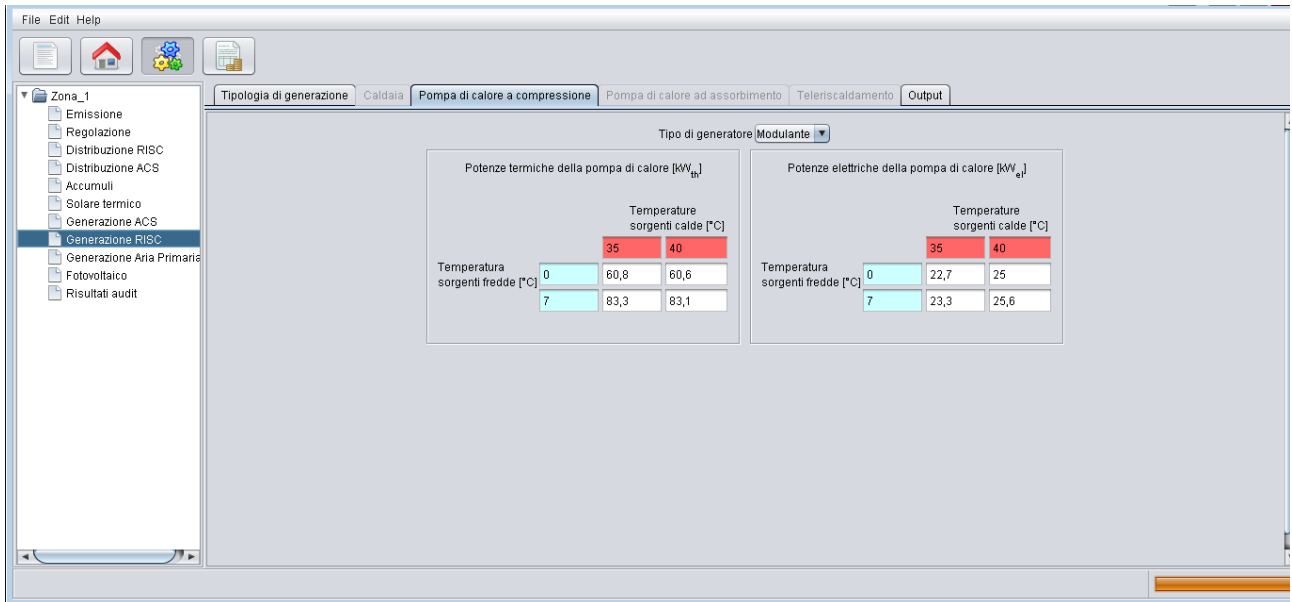 File Edit Help
Zona_1
Emissione
Regolazione
Distribuzione RISC
Distribuzione ACS
Accumuli
Solare termico
Generazione ACS
Generazione RISC
Generazione Aria Primaria
Fotovoltaico
Risultati audit
Tipologia di generazione Caldaia Pompa di calore a compressione Pompa di calore ad assorbimento Teleriscaldamento Output
Tipo di generatore Modulante
Potenze termiche della pompa di calore [kW_th]
Temperature
sorgenti calde [°C]
35 40
Temperatura
sorgenti fredde [°C]
0 60,8 60,6
7 83,3 83,1
Potenze elettriche della pompa di calore [kW_el]
Temperature
sorgenti calde [°C]
35 40
Temperatura
sorgenti fredde [°C]
0 22,7 25
7 23,3 25,6